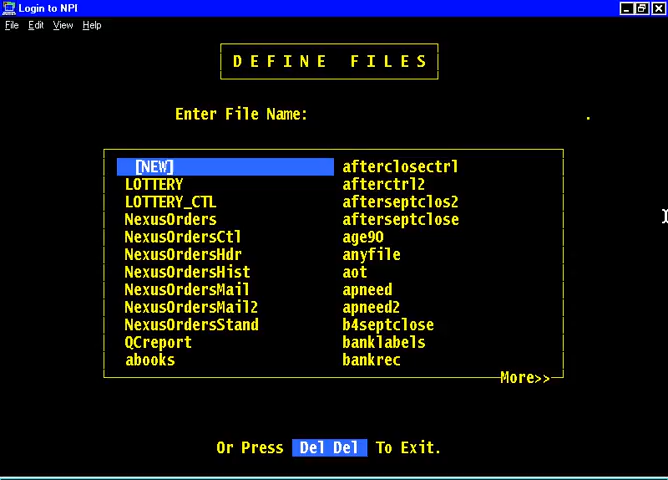 Login to NPI
File Edit View Help
DEFINE FILES
Enter File Name: .
[NEW] afterclosectrl
LOTTERY afterctrl2
LOTTERY_CTL afterseptclos2
NexusOrders afterseptclose
NexusOrdersCtl age90
NexusOrdersHdr anyfile
NexusOrdersHist aot
NexusOrdersMail apneed
NexusOrdersMail2 apneed2
NexusOrdersStand b4septclose
QCreport banklabels
abooks bankrec
More>>
Or Press Del Del To Exit.